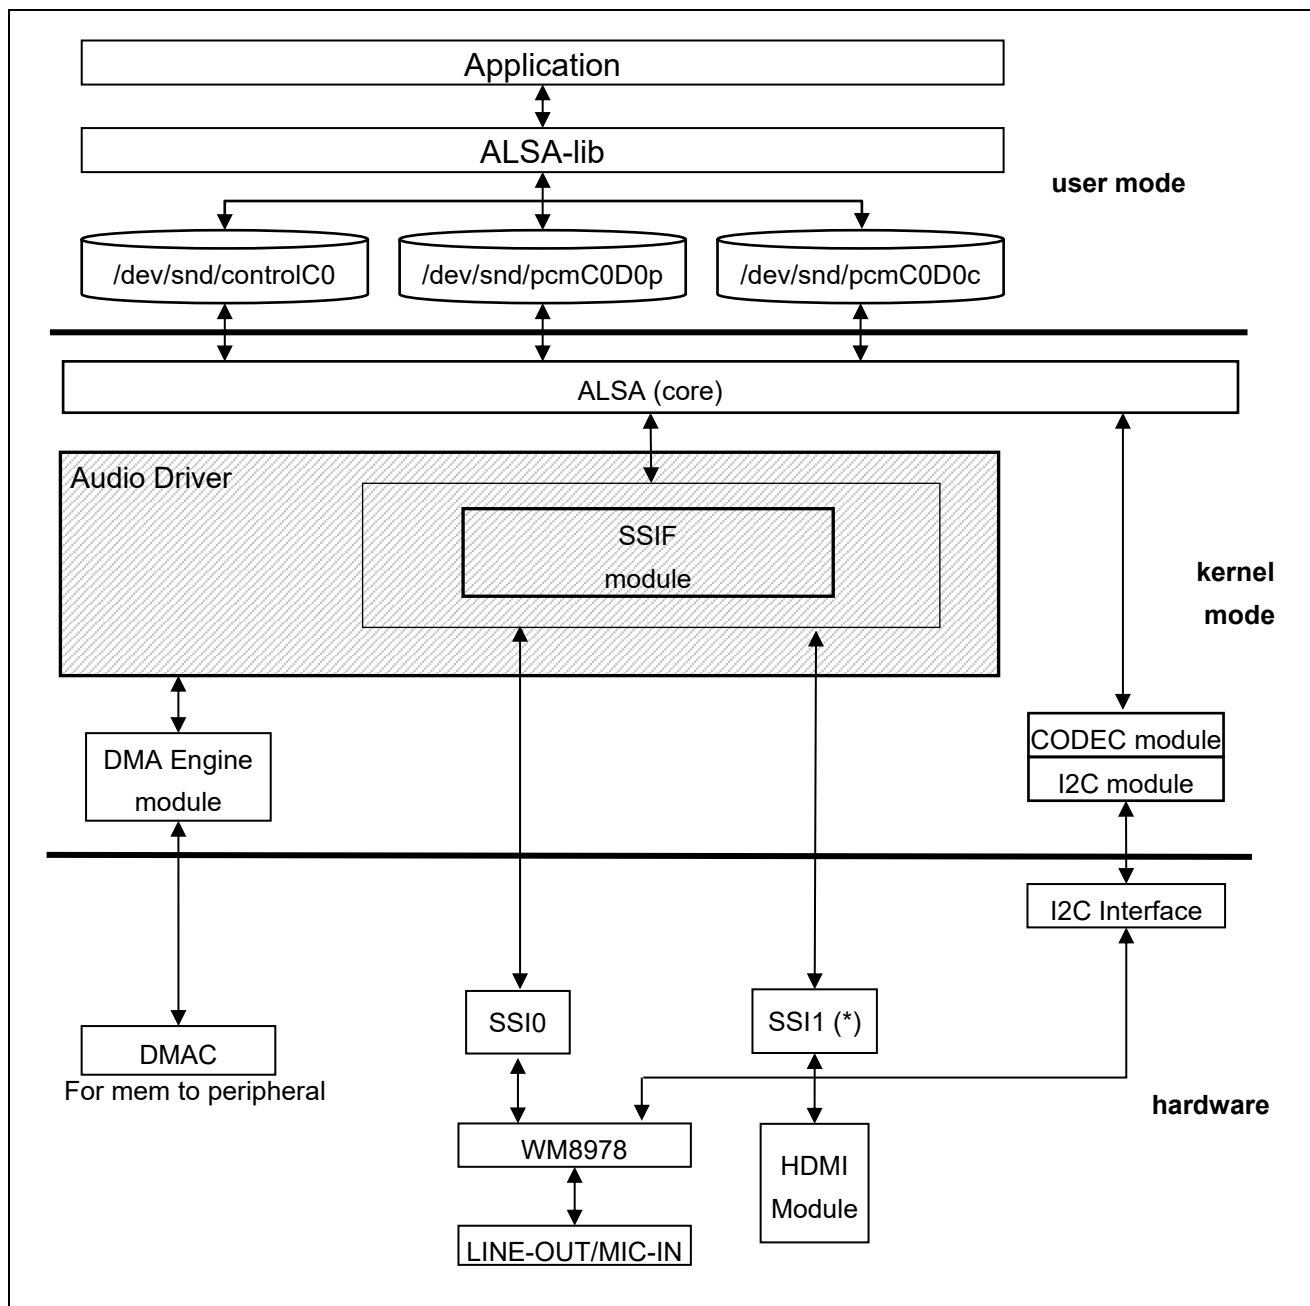 Application
ALSA-lib
user mode
/dev/snd/controlC0
/dev/snd/pcmC0D0p
/dev/snd/pcmC0D0c
ALSA (core)
Audio Driver
SSIF
module
kernel
mode
DMA Engine
module
CODEC module
I2C module
I2C Interface
SSI0
SSI1 (*)
DMAC
For mem to peripheral
hardware
WM8978
HDMI
Module
LINE-OUT/MIC-IN